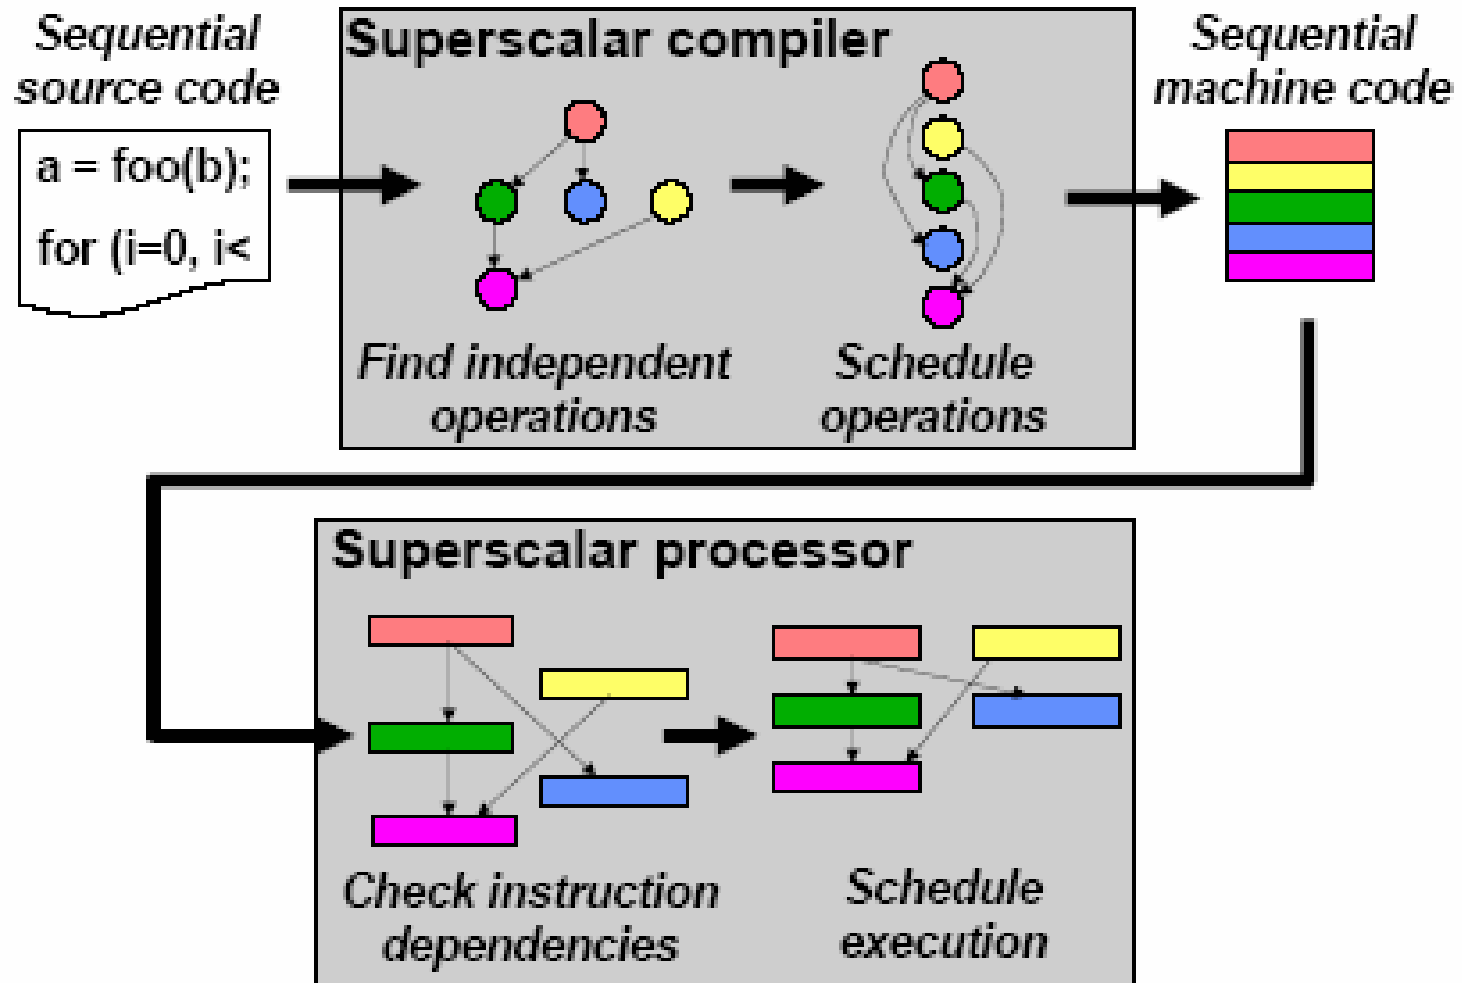 Sequential
source code
a = foo(b);
for (i=0, i<
Superscalar compiler
Find independent
operations
Schedule
operations
Sequential
machine code
Superscalar processor
Check instruction
dependencies
Schedule
execution